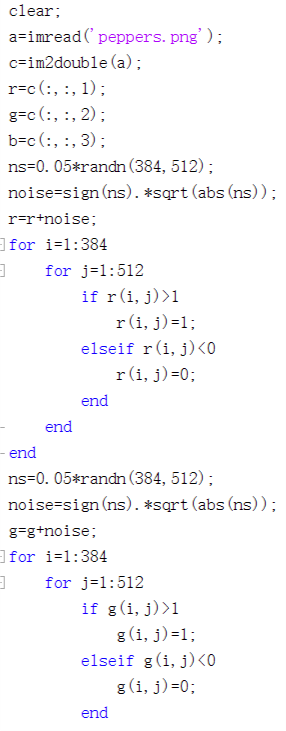 clear;
a=imread('peppers.png');
c=im2double(a);
r=c(:,:,1);
g=c(:,:,2);
b=c(:,:,3);
ns=0.05*randn(384,512);
noise=sign(ns).*sqrt(abs(ns));
r=r+noise;
for i=1:384
    for j=1:512
        if r(i,j)>1
            r(i,j)=1;
        elseif r(i,j)<0
            r(i,j)=0;
        end
    end
end
ns=0.05*randn(384,512);
noise=sign(ns).*sqrt(abs(ns));
g=g+noise;
for i=1:384
    for j=1:512
        if g(i,j)>1
            g(i,j)=1;
        elseif g(i,j)<0
            g(i,j)=0;
        end